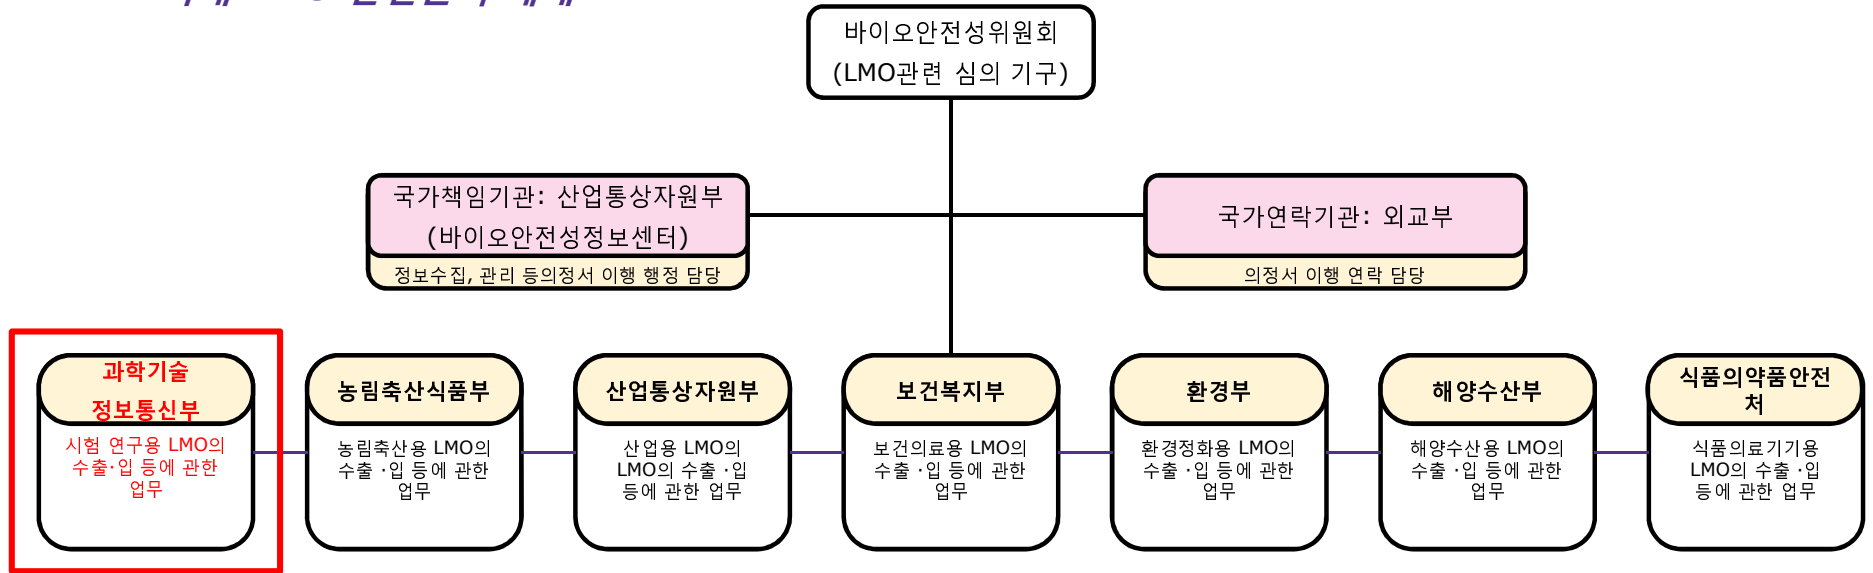 바이오안전성위원회
(LMO관련 심의 기구)
국가책임기관: 산업통상자원부
(바이오안전성정보센터)
정보수집, 관리 등의정서 이행 행정 담당
국가연락기관: 외교부
의정서 이행 연락 담당
과학기술
정보통신부
시험 연구용 LMO의
수출·입 등에 관한
업무
농림축산식품부
농림축산용 LMO의
수출 ·입 등에 관한
업무
산업통상자원부
산업용 LMO의
LMO의 수출 ·입
등에 관한 업무
보건복지부
보건의료용 LMO의
수출 ·입 등에 관한
업무
환경부
환경정화용 LMO의
수출 ·입 등에 관한
업무
해양수산부
해양수산용 LMO의
수출 ·입 등에 관한
업무
식품의약품안전
처
식품의료기기용
LMO의 수출 ·입
등에 관한 업무